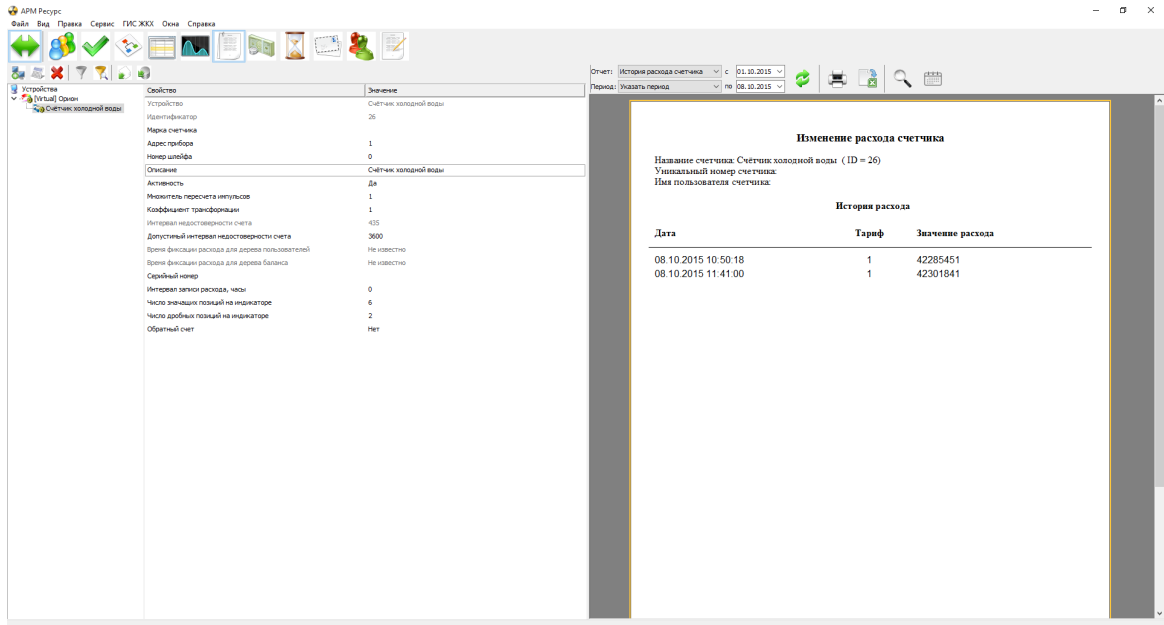 АРМ Ресурс
Файл Вид Правка Сервис ГИС ЖКХ Окна Справка
Отчет: История расхода счетчика с 01.10.2015
Период: Указать период по 08.10.2015
Устройства
[Virtual] Орион
Счётчик холодной воды
Свойство Значение
Устройство Счётчик холодной воды
Идентификатор 26
Марка счетчика
Адрес прибора 1
Номер шлейфа 0
Описание Счётчик холодной воды
Активность Да
Множитель пересчета импульсов 1
Коэффициент трансформации 1
Интервал недостоверности счета 435
Допустимый интервал недостоверности счета 3600
Время фиксации расхода для дерева пользователей Не известно
Время фиксации расхода для дерева баланса Не известно
Серийный номер
Интервал записи расхода, часы 0
Число значащих позиций на индикаторе 6
Число дробных позиций на индикаторе 2
Обратный счет Нет
Изменение расхода счетчика
Название счетчика: Счётчик холодной воды ( ID = 26)
Уникальный номер счетчика:
Имя пользователя счетчика:
История расхода
Дата Тариф Значение расхода
08.10.2015 10:50:18 1 42285451
08.10.2015 11:41:00 1 42301841